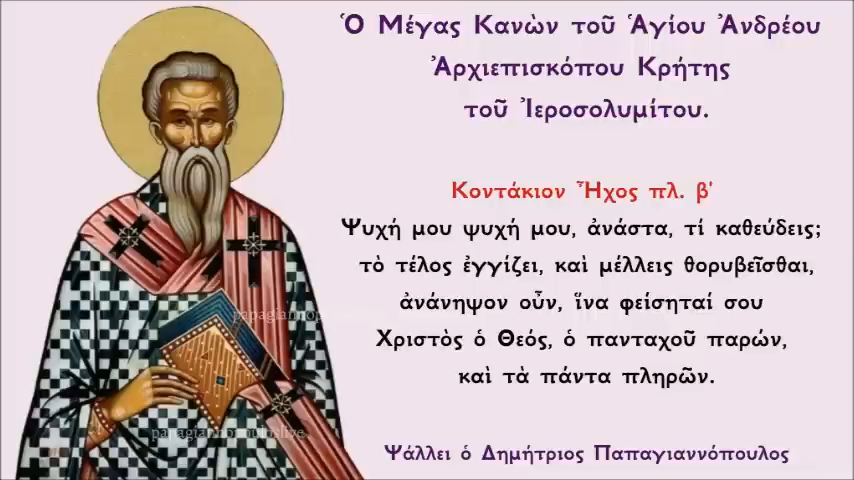 Ὁ Μέγας Κανὼν τοῦ Ἁγίου Ἀνδρέου
Ἀρχιεπισκόπου Κρήτης
τοῦ Ἱεροσολυμίτου.
Κοντάκιον Ἦχος πλ. β'
Ψυχή μου ψυχή μου, ἀνάστα, τί καθεύδεις;
τὸ τέλος ἐγγίζει, καὶ μέλλεις θορυβεῖσθαι,
ἀνάνηψον οὖν, ἵνα φείσηταί σου
Χριστὸς ὁ Θεός, ὁ πανταχοῦ παρών,
καὶ τὰ πάντα πληρῶν.
Ψάλλει ὁ Δημήτριος Παπαγιαννόπουλος